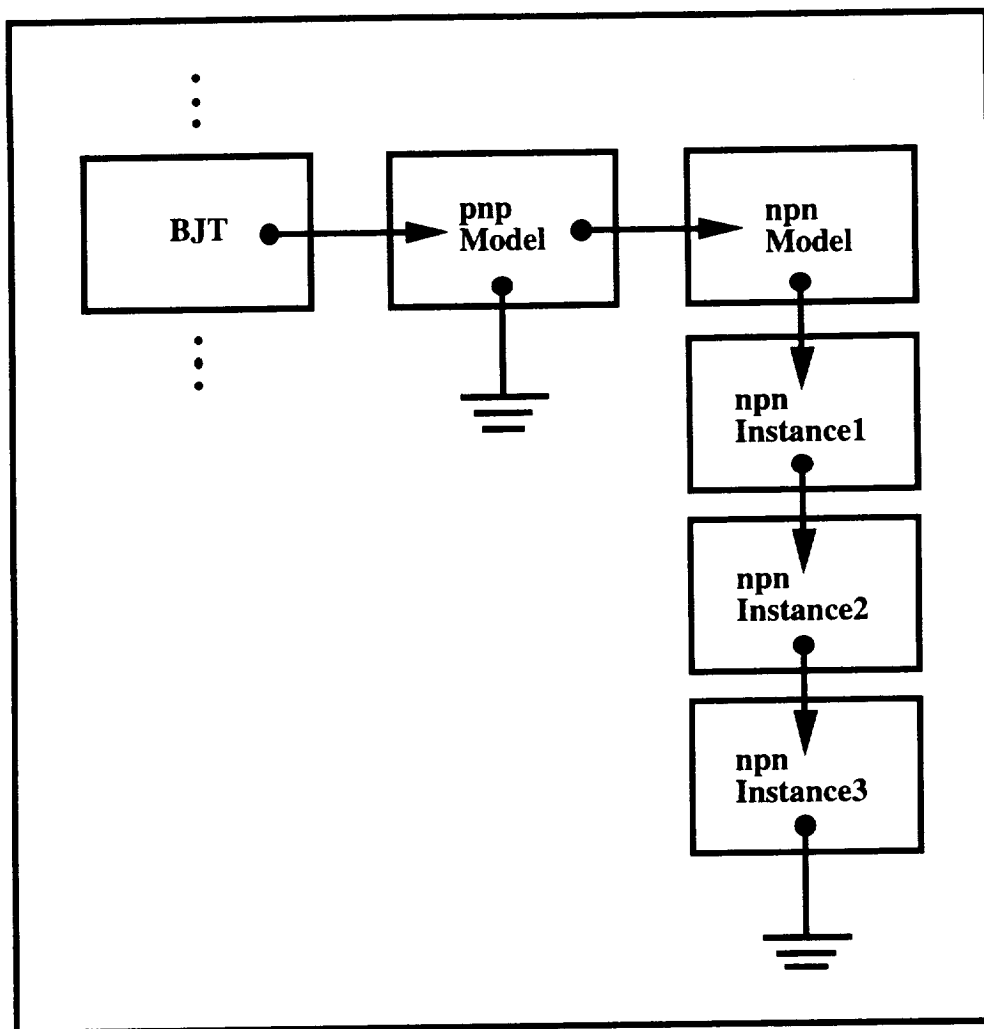 BJT
pnp
Model
npn
Model
npn
Instance1
npn
Instance2
npn
Instance3